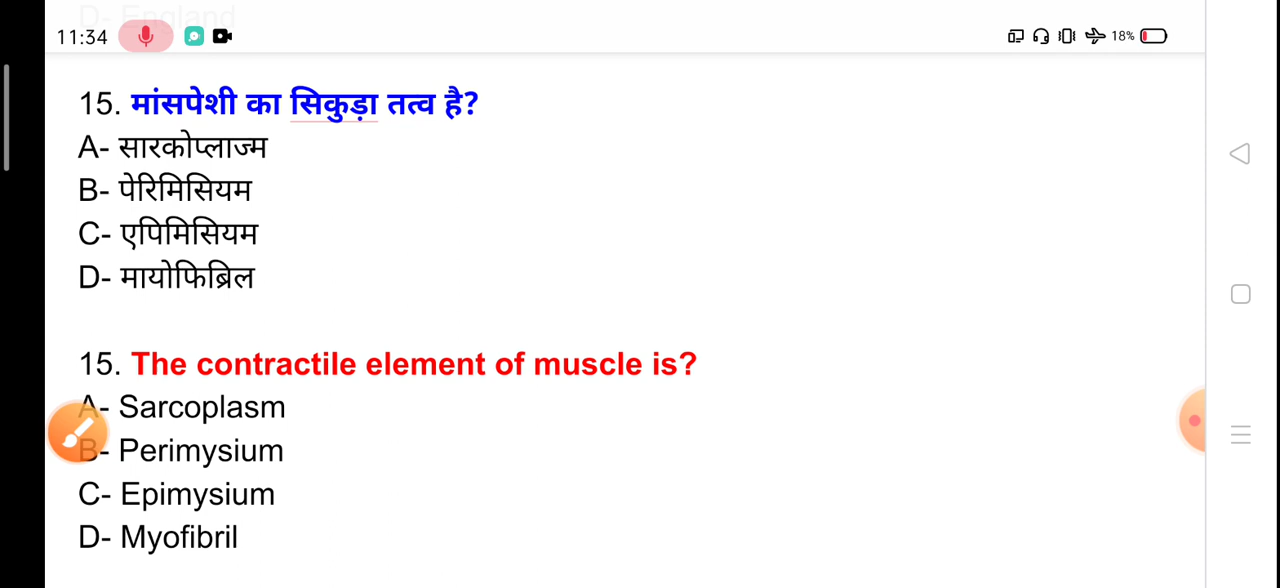 D- England
11:34
18%
15. मांसपेशी का सिकुड़ा तत्व है?
A- सारकोप्लाज्म
B- पेरिमिसियम
C- एपिमिसियम
D- मायोफिब्रिल
15. The contractile element of muscle is?
A- Sarcoplasm
B- Perimysium
C- Epimysium
D- Myofibril